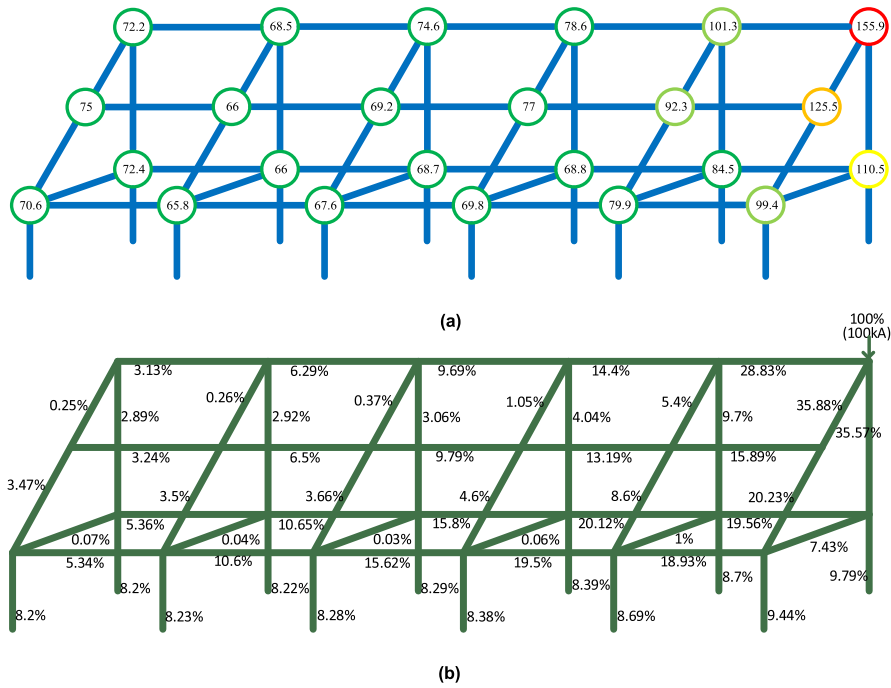 72.2 68.5 74.6 78.6 101.3 155.9
75 66 69.2 77 92.3 125.5
72.4 66 68.7 68.8 84.5 110.5
70.6 65.8 67.6 69.8 79.9 99.4
(a)
100%
(100kA)
3.13% 6.29% 9.69% 14.4% 28.83%
0.25% 0.26% 0.37% 1.05% 5.4% 35.88%
2.89% 2.92% 3.06% 4.04% 9.7%
35.57%
3.24% 6.5% 9.79% 13.19% 15.89%
3.47% 3.5% 3.66% 4.6% 8.6% 20.23%
5.36% 10.65% 15.8% 20.12% 19.56%
0.07% 0.04% 0.03% 0.06% 1% 7.43%
5.34% 10.6% 15.62% 19.5% 18.93%
8.2% 8.22% 8.29% 8.39% 8.7% 9.79%
8.2% 8.23% 8.28% 8.38% 8.69% 9.44%
(b)